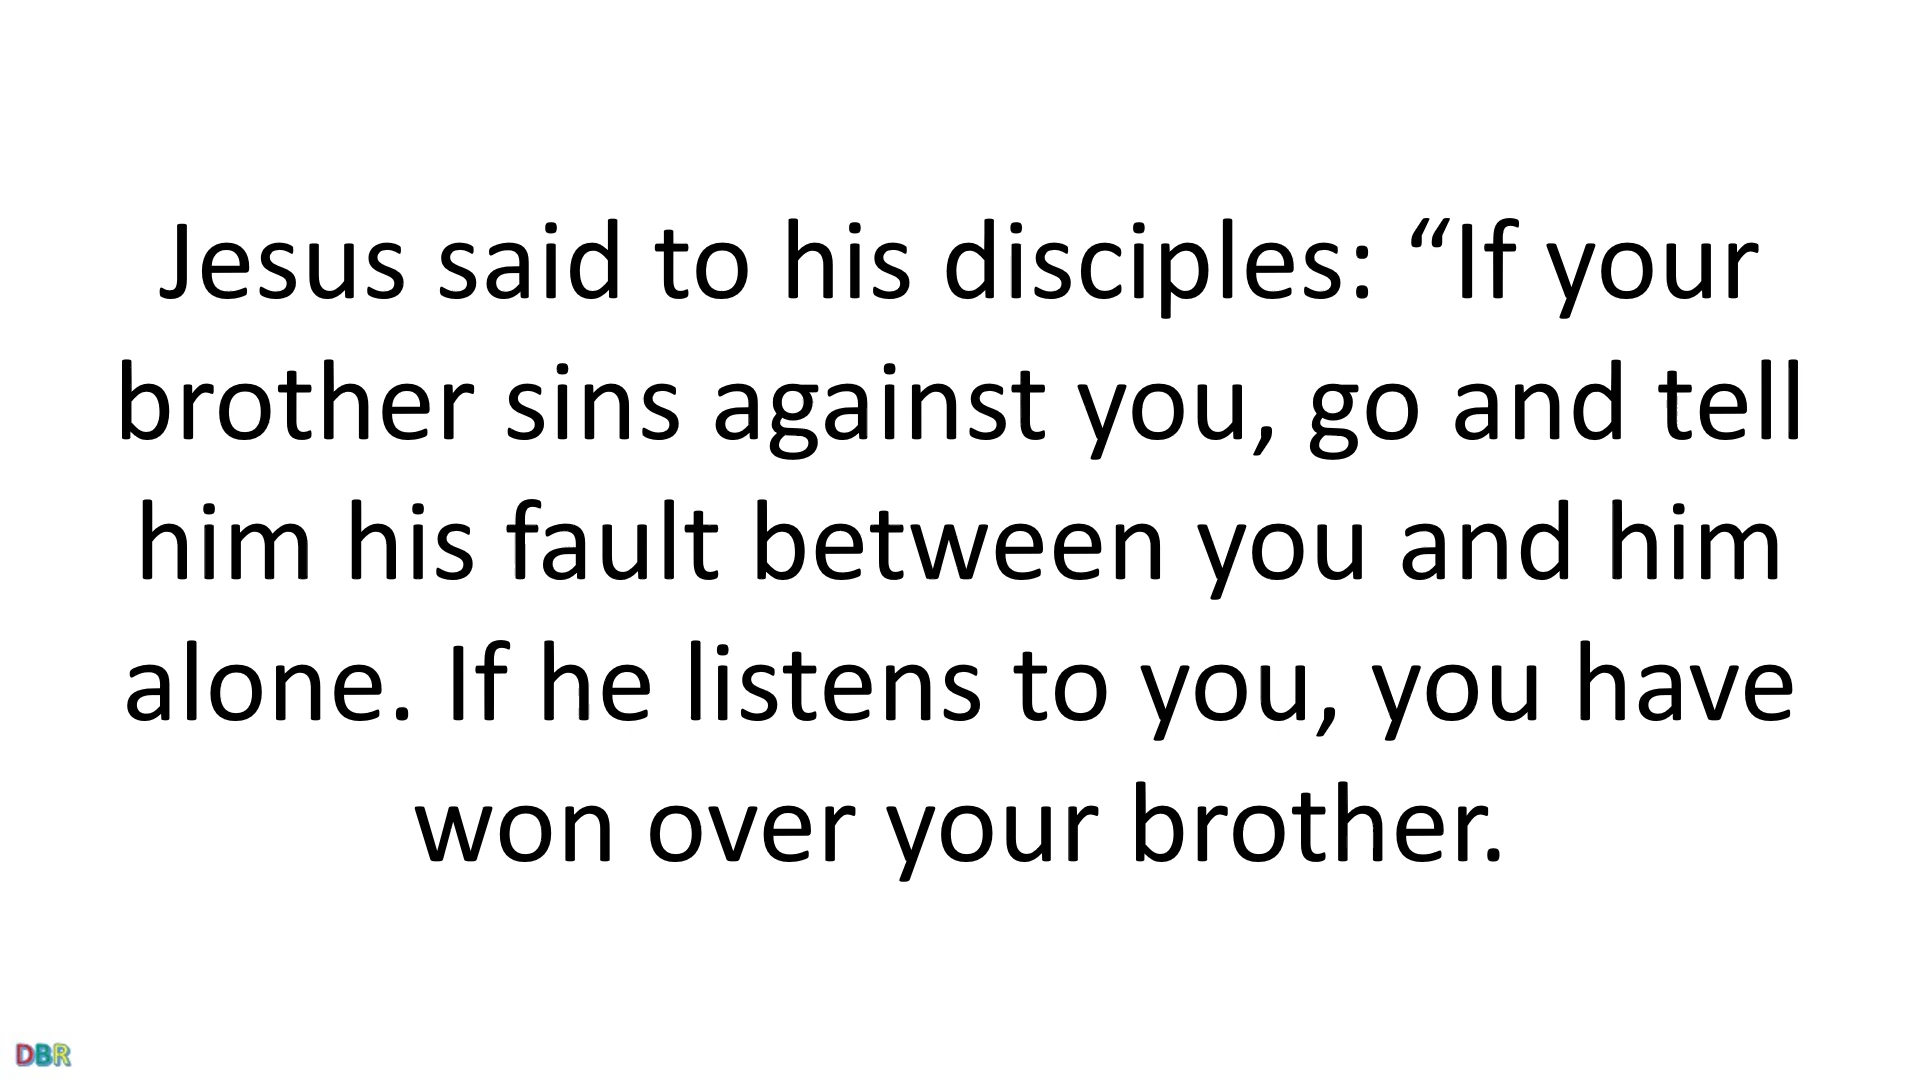 Jesus said to his disciples: “If your
brother sins against you, go and tell
him his fault between you and him
alone. If he listens to you, you have
won over your brother.
DBR